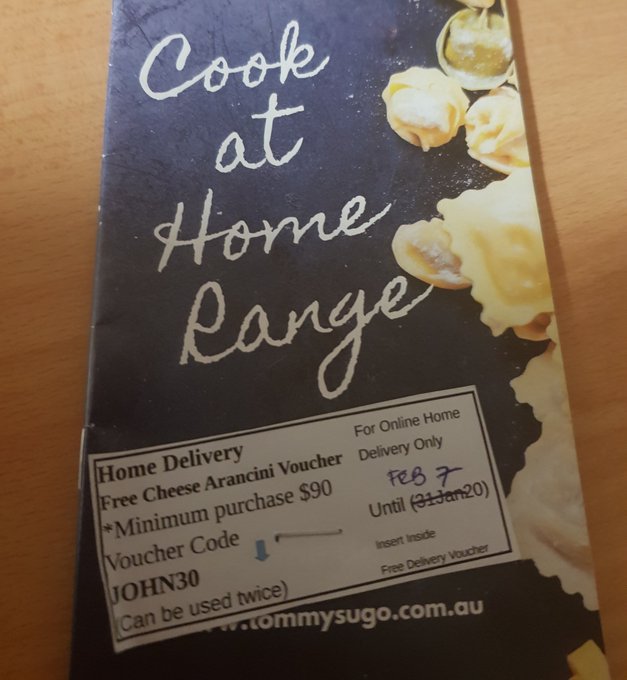 Cook
at
Home
Range
Home Delivery
Free Cheese Arancini Voucher
*Minimum purchase $90
Voucher Code
JOHN30
(Can be used twice)
For Online Home
Delivery Only
FEB 7
Until (31Jan20)
Insert Inside
Free Delivery Voucher
w.tommysugo.com.au